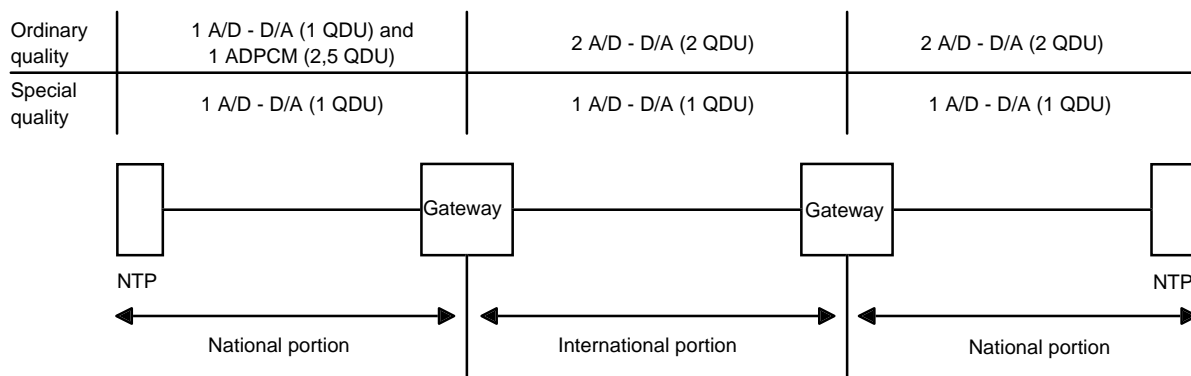 Ordinary
quality
1 A/D - D/A (1 QDU) and
1 ADPCM (2,5 QDU)
2 A/D - D/A (2 QDU)
2 A/D - D/A (2 QDU)
Special
quality
1 A/D - D/A (1 QDU)
1 A/D - D/A (1 QDU)
1 A/D - D/A (1 QDU)
Gateway
Gateway
NTP
NTP
National portion
International portion
National portion